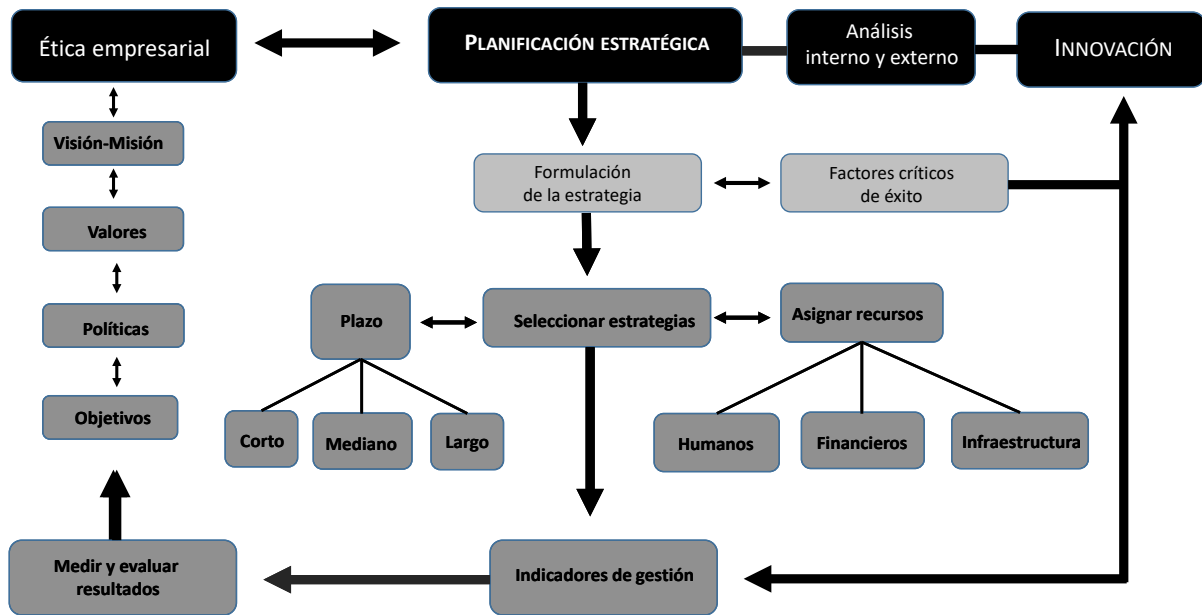 Ética empresarial
PLANIFICACIÓN ESTRATÉGICA
Análisis
interno y externo
INNOVACIÓN
Visión-Misión
Formulación
de la estrategia
Factores críticos
de éxito
Valores
Políticas
Plazo
Seleccionar estrategias
Asignar recursos
Objetivos
Corto
Mediano
Largo
Humanos
Financieros
Infraestructura
Medir y evaluar
resultados
Indicadores de gestión